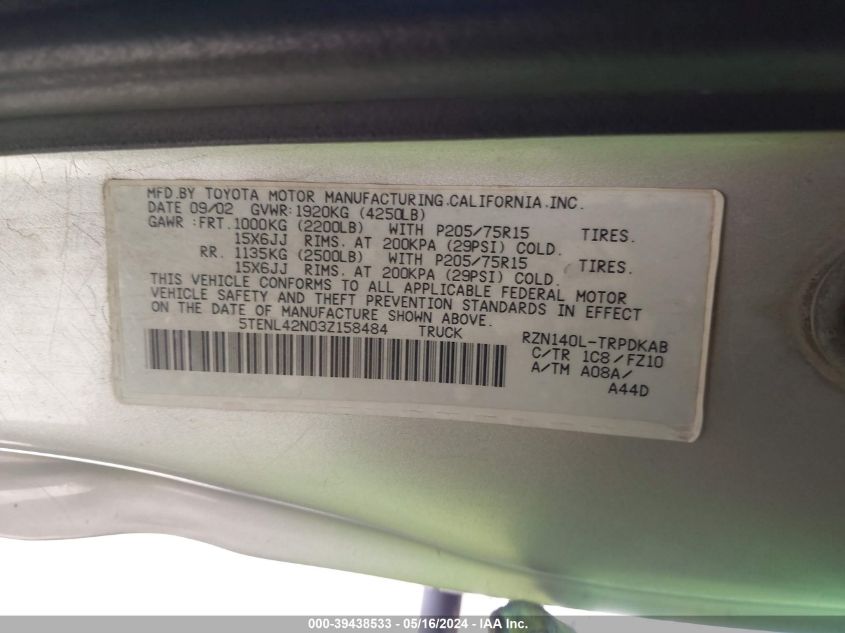 MFD.BY TOYOTA MOTOR MANUFACTURING.CALIFORNIA.INC.
DATE 09/02 GVWR:1920KG (4250LB)
GAWR :FRT.1000KG (2200LB) WITH P205/75R15 TIRES.
15X6JJ RIMS. AT 200KPA (29PSI) COLD.
RR. 1135KG (2500LB) WITH P205/75R15 TIRES.
15X6JJ RIMS. AT 200KPA (29PSI) COLD.
THIS VEHICLE CONFORMS TO ALL APPLICABLE FEDERAL MOTOR
VEHICLE SAFETY AND THEFT PREVENTION STANDARDS IN EFFECT
ON THE DATE OF MANUFACTURE SHOWN ABOVE.
5TENL42N03Z158484 TRUCK
RZN140L-TRPDKAB
C/TR 1C8/FZ10
A/TM A08A/
A44D
000-39438533 - 05/16/2024 - IAA Inc.